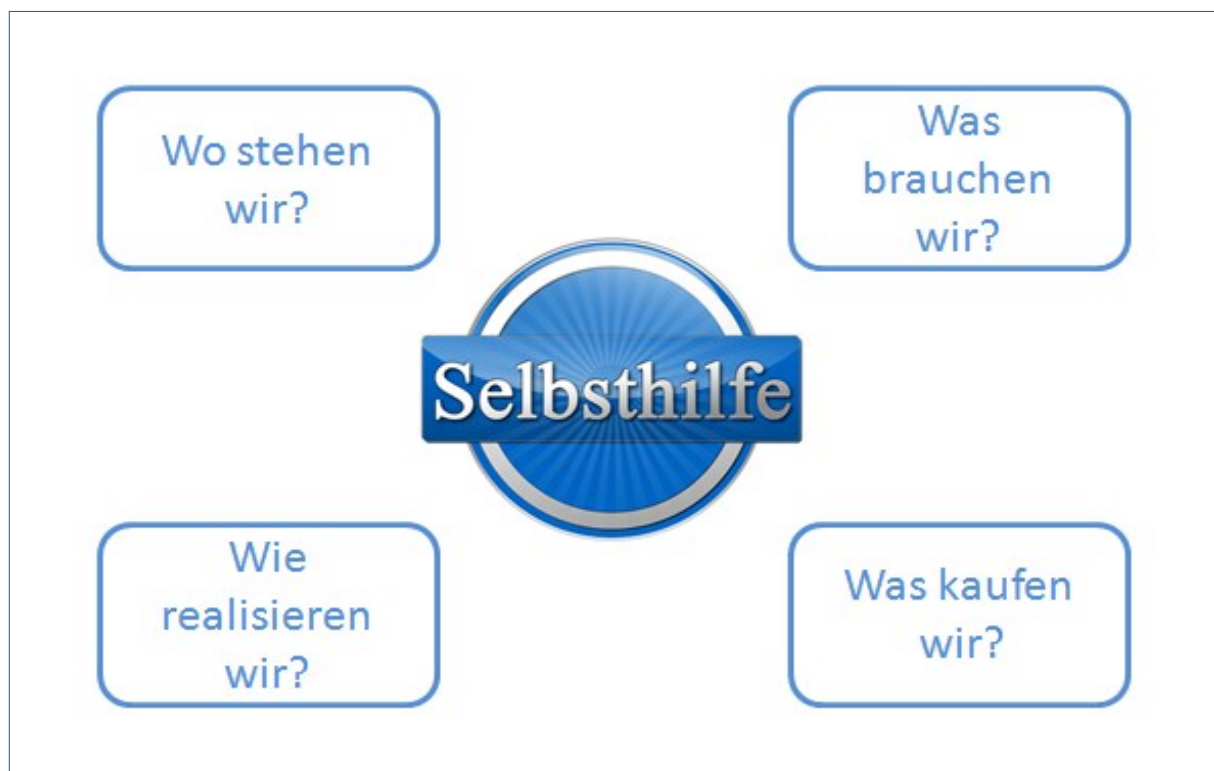 Wo stehen
wir?
Was
brauchen
wir?
Selbsthilfe
Wie
realisieren
wir?
Was kaufen
wir?